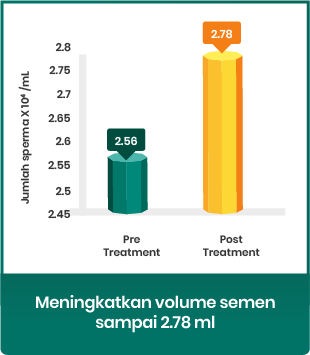 2.8
2.75
2.7
2.65
2.6
2.55
2.5
2.45
Jumlah sperma X 10⁴ /mL
2.56
2.78
Pre
Treatment
Post
Treatment
Meningkatkan volume semen
sampai 2.78 ml